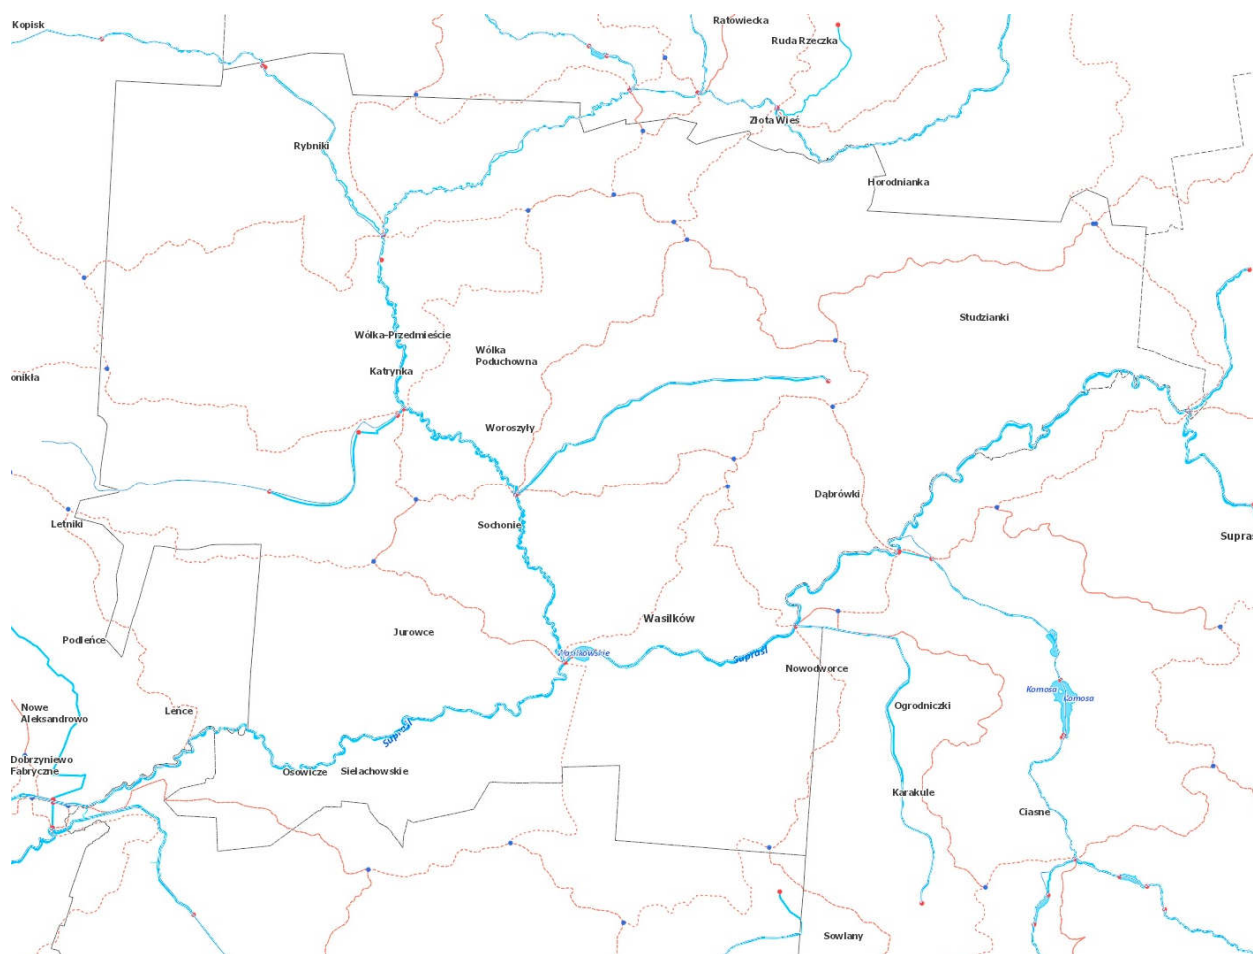 Kopisk
Ratowiecka
Ruda Rzeczka
Złota Wieś
Rybniki
Horodnianka
Studzianki
Wólka-Przedmieście
Wólka
Poduchowna
Katrynka
onikła
Woroszyły
Dąbrówki
Letniki
Sochonie
Supraś
Wasilków
Jurowce
Podleńce
Wasilkowskie
Supraśl
Nowodworce
Komosa
Komosa
Nowe
Aleksandrowo
Leńce
Ogrodniczki
Supraśl
Dobrzyniewo
Fabryczne
Osowicze
Sielachowskie
Karakule
Ciasne
Sowlany